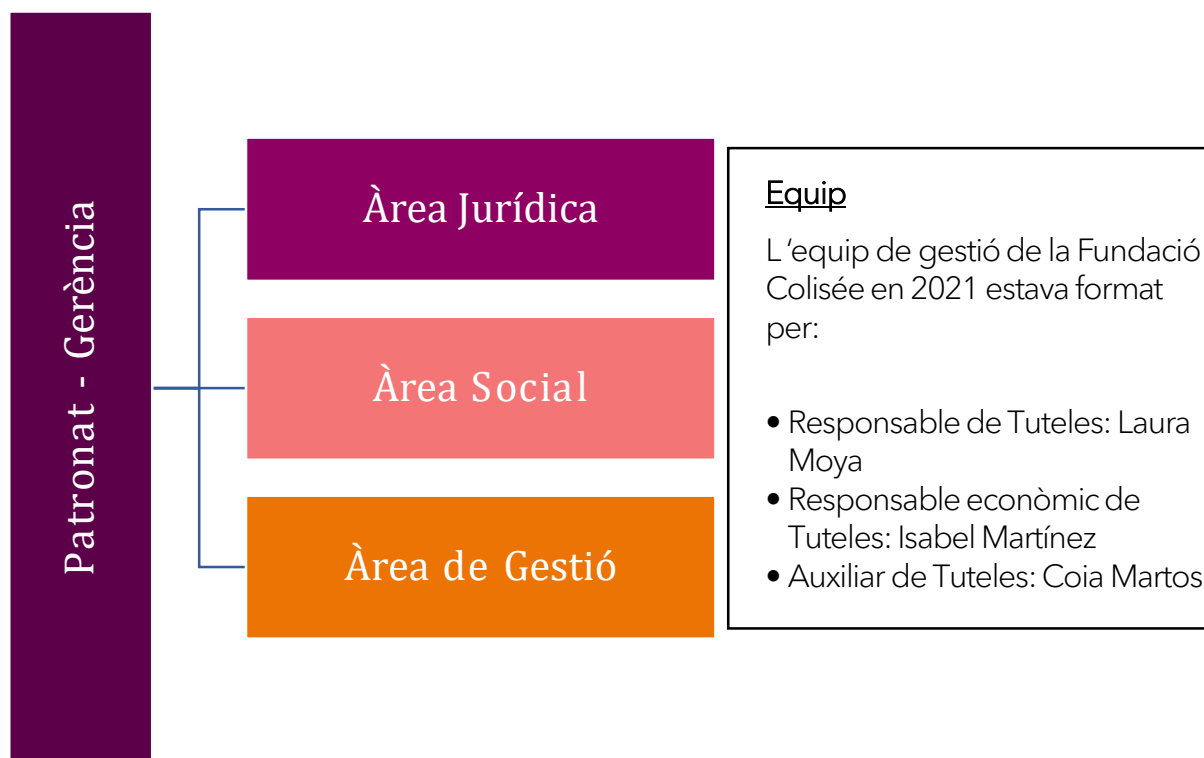 Patronat - Gerència
Àrea Jurídica
Àrea Social
Àrea de Gestió
Equip
L ‘equip de gestió de la Fundació
Colisée en 2021 estava format
per:
• Responsable de Tuteles: Laura
Moya
• Responsable econòmic de
Tuteles: Isabel Martínez
• Auxiliar de Tuteles: Coia Martos